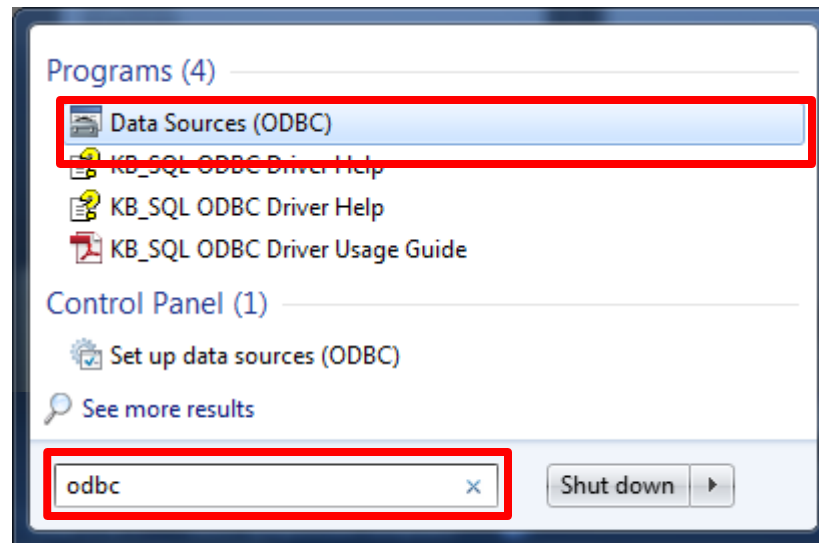 Programs (4)
Data Sources (ODBC)
KB_SQL ODBC Driver Help
KB_SQL ODBC Driver Help
KB_SQL ODBC Driver Usage Guide
Control Panel (1)
Set up data sources (ODBC)
See more results
odbc
Shut down